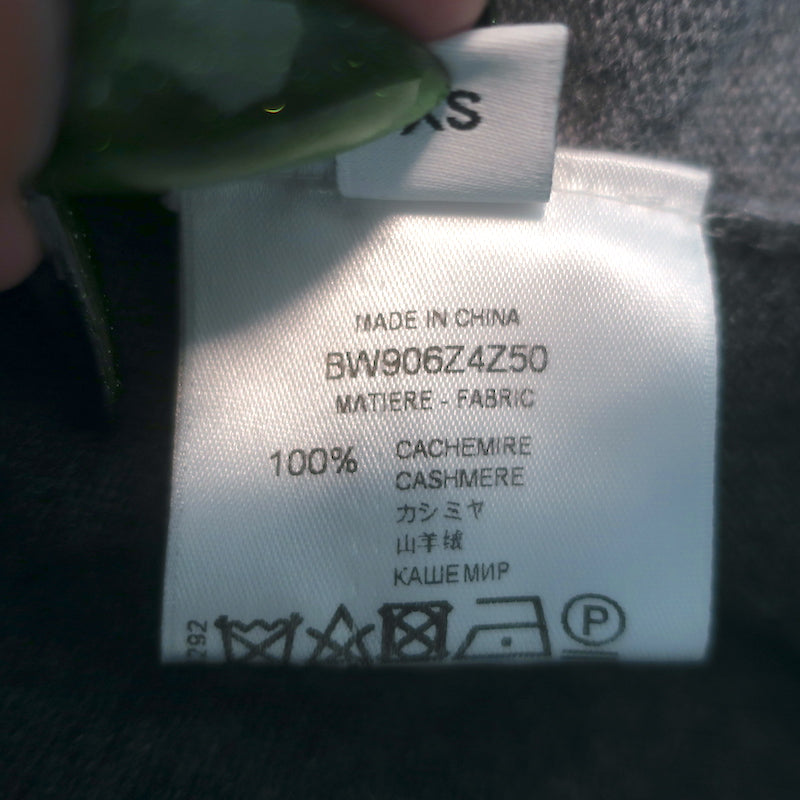 XS
MADE IN CHINA
BW906Z4Z50
MATIERE - FABRIC
100% CACHEMIRE
CASHMERE
カシミヤ
山羊绒
КАШЕМИР
292
P